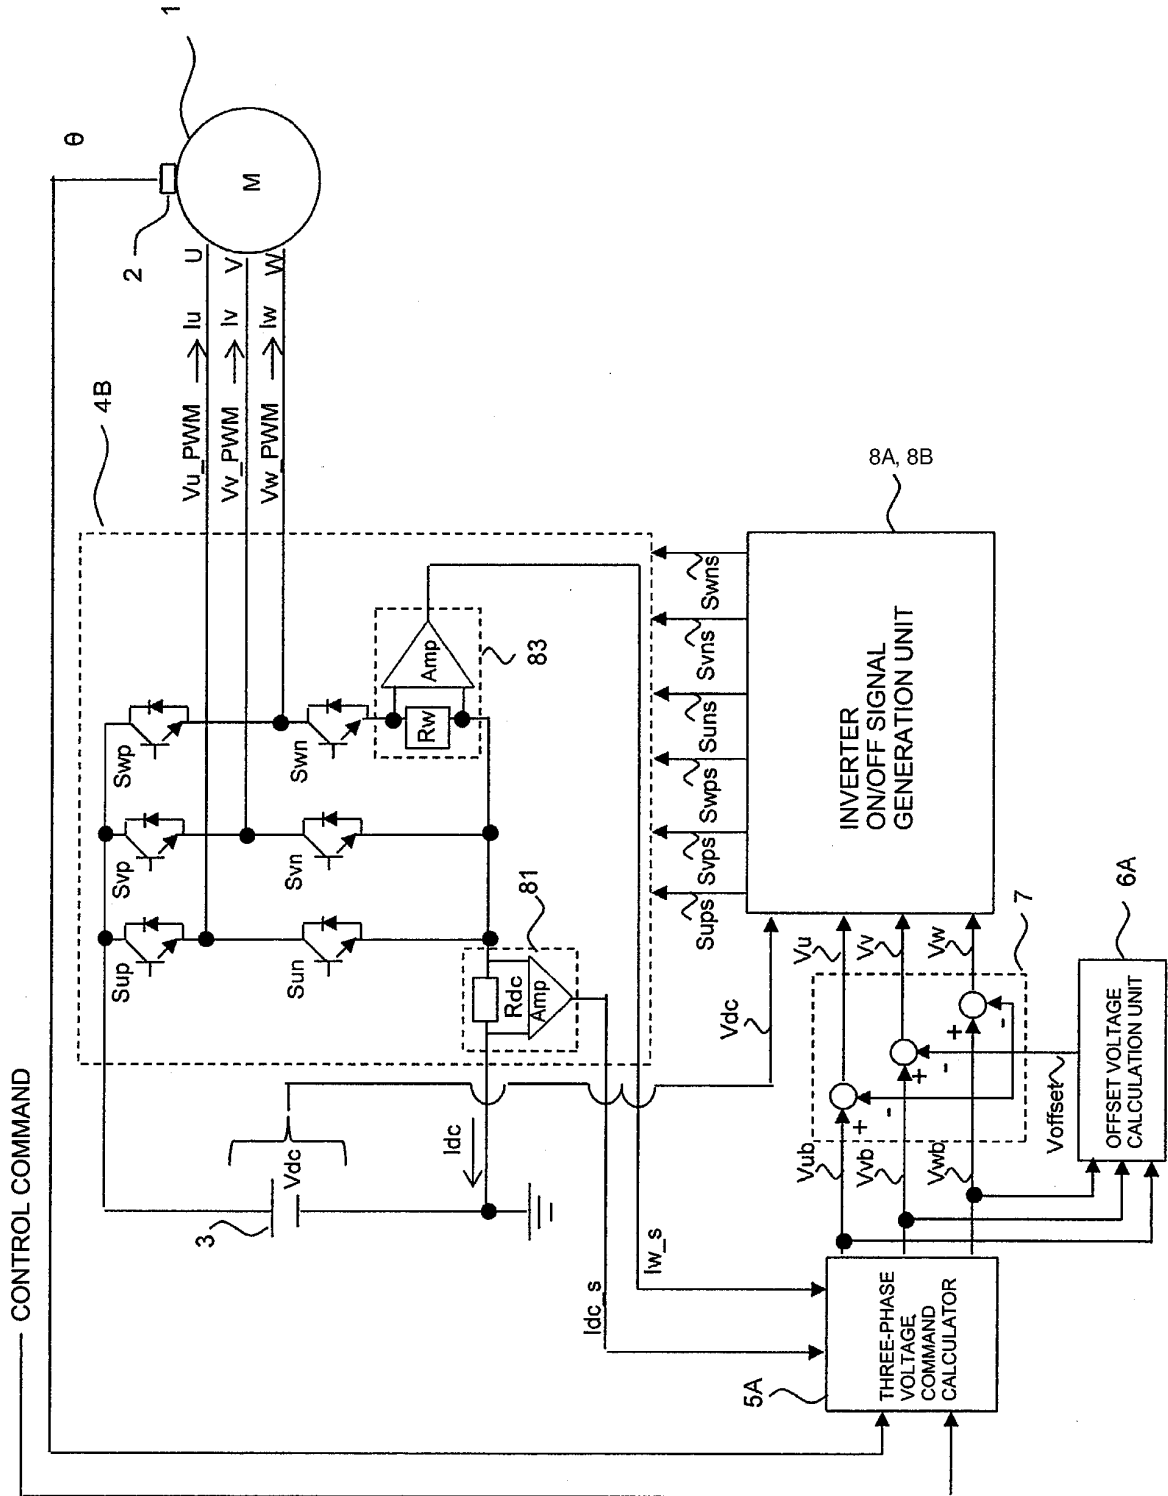 CONTROL COMMAND
θ
1
2
M
U
V
W
Iu
Iv
Iw
Vu_PWM
Vv_PWM
Vw_PWM
4B
3
Vdc
Idc
Sup
Svp
Swp
Sun
Svn
Swn
Rw
Amp
83
Rdc
Amp
81
Idc_s
Iw_s
Vdc
Sups
Svps
Swps
Suns
Svns
Swns
8A, 8B
INVERTER
ON/OFF SIGNAL
GENERATION UNIT
5A
THREE-PHASE
VOLTAGE
COMMAND
CALCULATOR
Vub
Vvb
Vwb
+
-
+
-
+
-
Vu
Vv
Vw
7
Voffset
6A
OFFSET VOLTAGE
CALCULATION UNIT